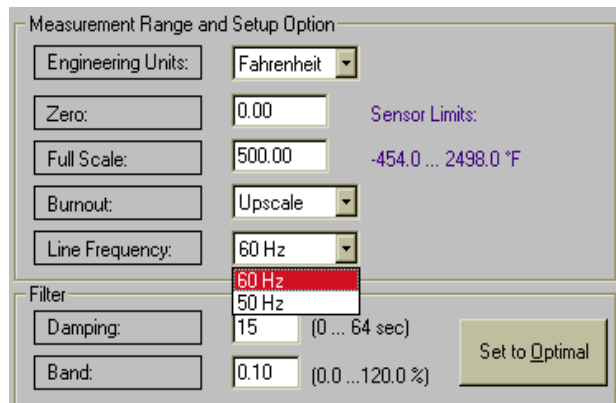 Measurement Range and Setup Option
Engineering Units: Fahrenheit
Zero: 0.00 Sensor Limits:
Full Scale: 500.00 -454.0 ... 2498.0 °F
Burnout: Upscale
Line Frequency: 60 Hz
60 Hz
50 Hz
Filter
Damping: 15 (0 ... 64 sec)
Band: 0.10 (0.0 ...120.0 %)
Set to Optimal